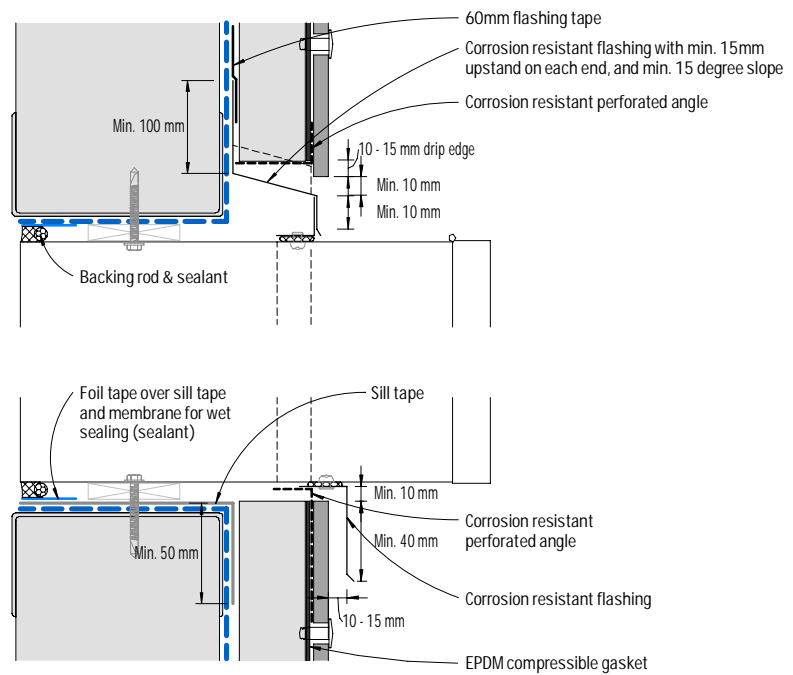 60mm flashing tape
Corrosion resistant flashing with min. 15mm
upstand on each end, and min. 15 degree slope
Corrosion resistant perforated angle
Min. 100 mm
10 - 15 mm drip edge
Min. 10 mm
Min. 10 mm
Backing rod & sealant
Foil tape over sill tape
and membrane for wet
sealing (sealant)
Sill tape
Min. 10 mm
Corrosion resistant
perforated angle
Min. 40 mm
Min. 50 mm
Corrosion resistant flashing
10 - 15 mm
EPDM compressible gasket